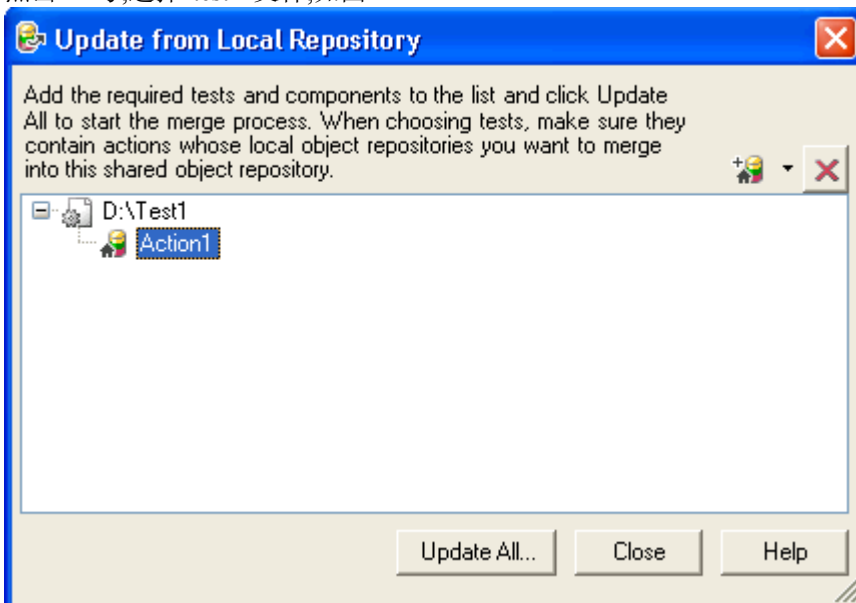 Update from Local Repository
Add the required tests and components to the list and click Update
All to start the merge process. When choosing tests, make sure they
contain actions whose local object repositories you want to merge
into this shared object repository.
D:\Test1
Action1
Update All...
Close
Help